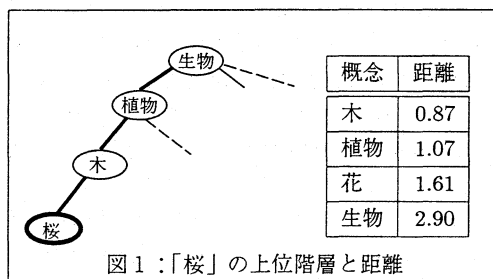 生物
植物
木
桜
概念 距離
木 0.87
植物 1.07
花 1.61
生物 2.90
図1:「桜」の上位階層と距離